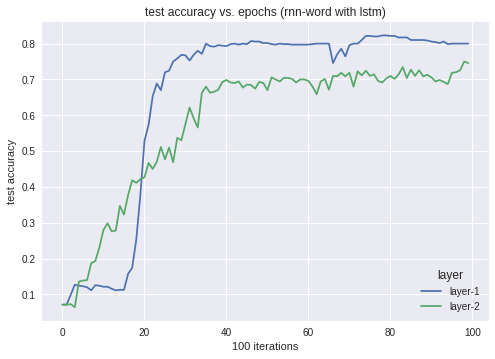 test accuracy vs. epochs (rnn-word with lstm)
test accuracy
0.8
0.7
0.6
0.5
0.4
0.3
0.2
0.1
layer
layer-1
layer-2
0 20 40 60 80 100
100 iterations